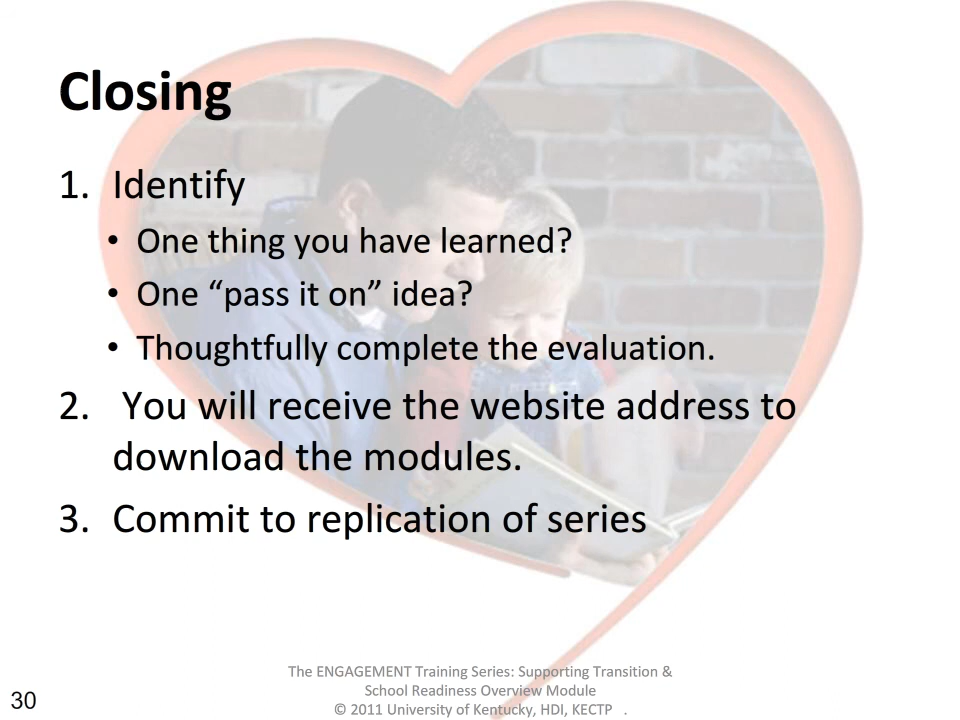 Closing
1. Identify
• One thing you have learned?
• One “pass it on” idea?
• Thoughtfully complete the evaluation.
2. You will receive the website address to
download the modules.
3. Commit to replication of series
The ENGAGEMENT Training Series: Supporting Transition &
School Readiness Overview Module
© 2011 University of Kentucky, HDI, KECTP .
30